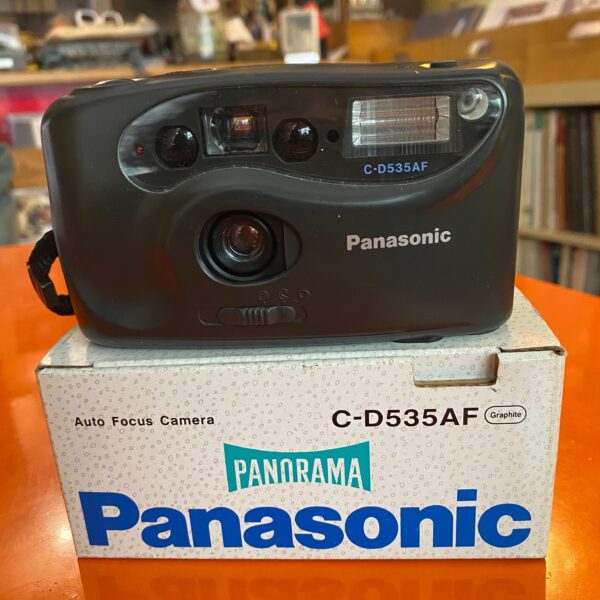 C-D535AF
Panasonic
Auto Focus Camera
C-D535AF Graphite
PANORAMA
Panasonic